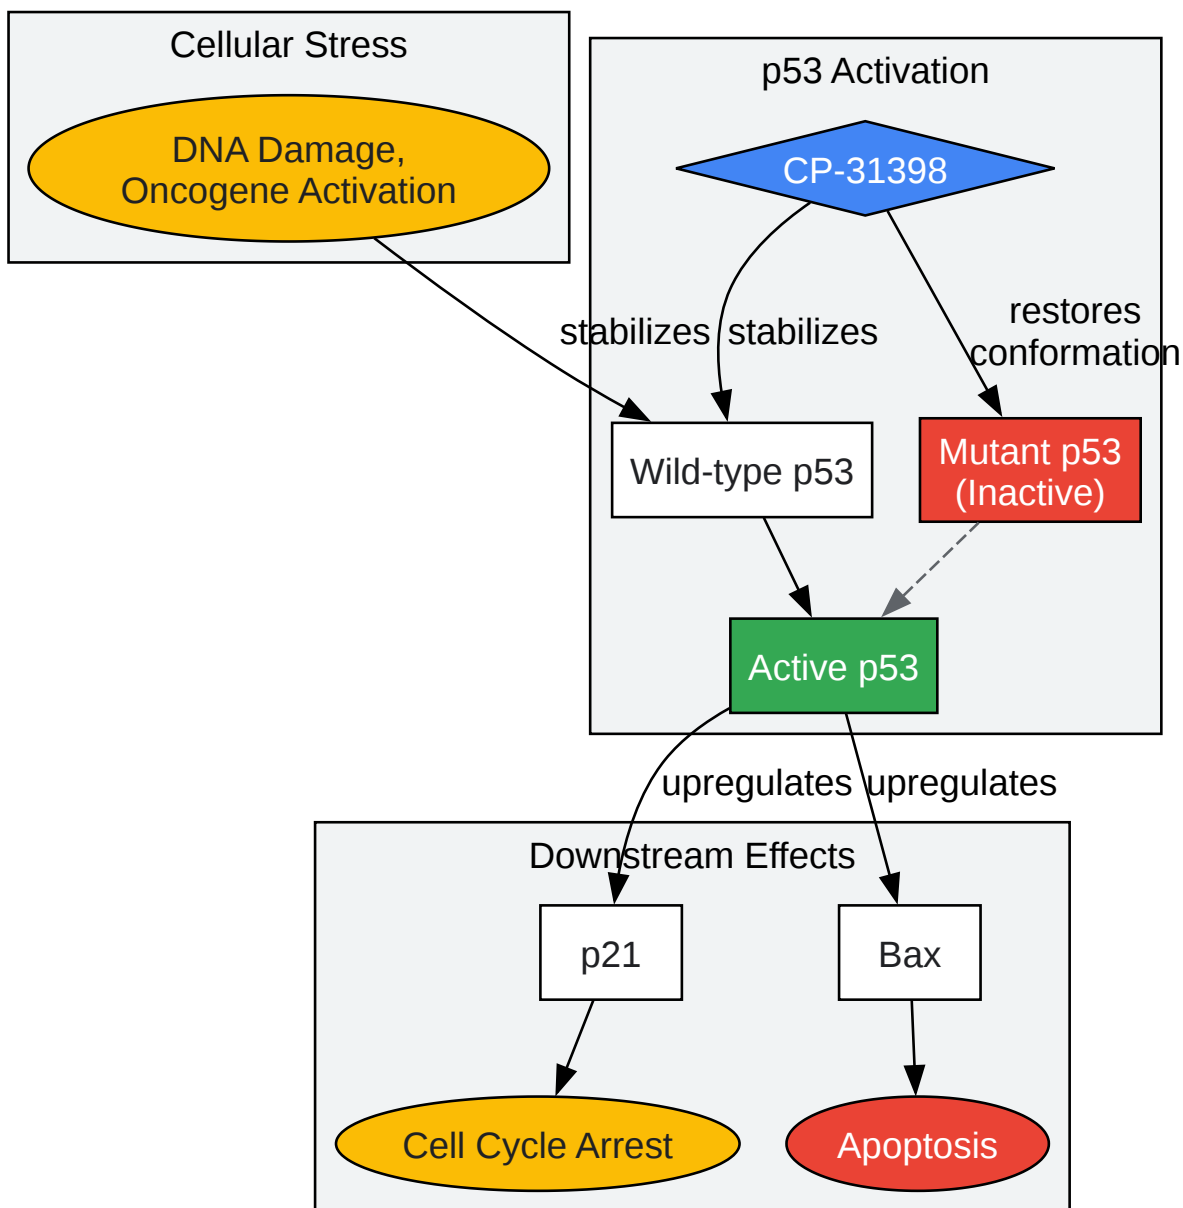 Cellular Stress
p53 Activation
DNA Damage,
Oncogene Activation
CP-31398
stabilizes
stabilizes
restores
conformation
Wild-type p53
Mutant p53
(Inactive)
Active p53
upregulates
upregulates
Downstream Effects
p21
Bax
Cell Cycle Arrest
Apoptosis